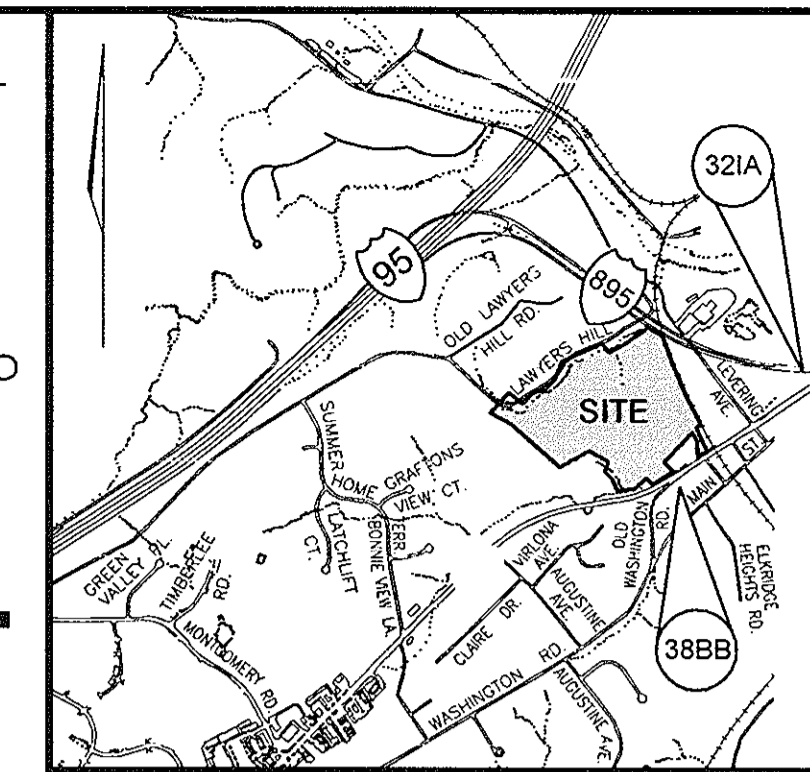 32IA
95
895
OLD LAWYERS
HILL RD.
LAWYERS HILL
LEVERING
AVE.
SITE
ST.
MAIN
SUMMER
HOME
GRAFTONS
VIEW CT.
TERR.
LATCHLIFT
CT.
BONNIE VIEW LA.
OLD
WASHINGTON
RD.
VIRLONA
AVE.
AUGUSTINE
AVE.
ELKRIDGE
HEIGHTS RD.
GREEN
VALLEY PL.
TIMBERLEE
RD.
MONTGOMERY
RD.
CLAIRE DR.
38BB
WASHINGTON RD.
AUGUSTINE AVE.